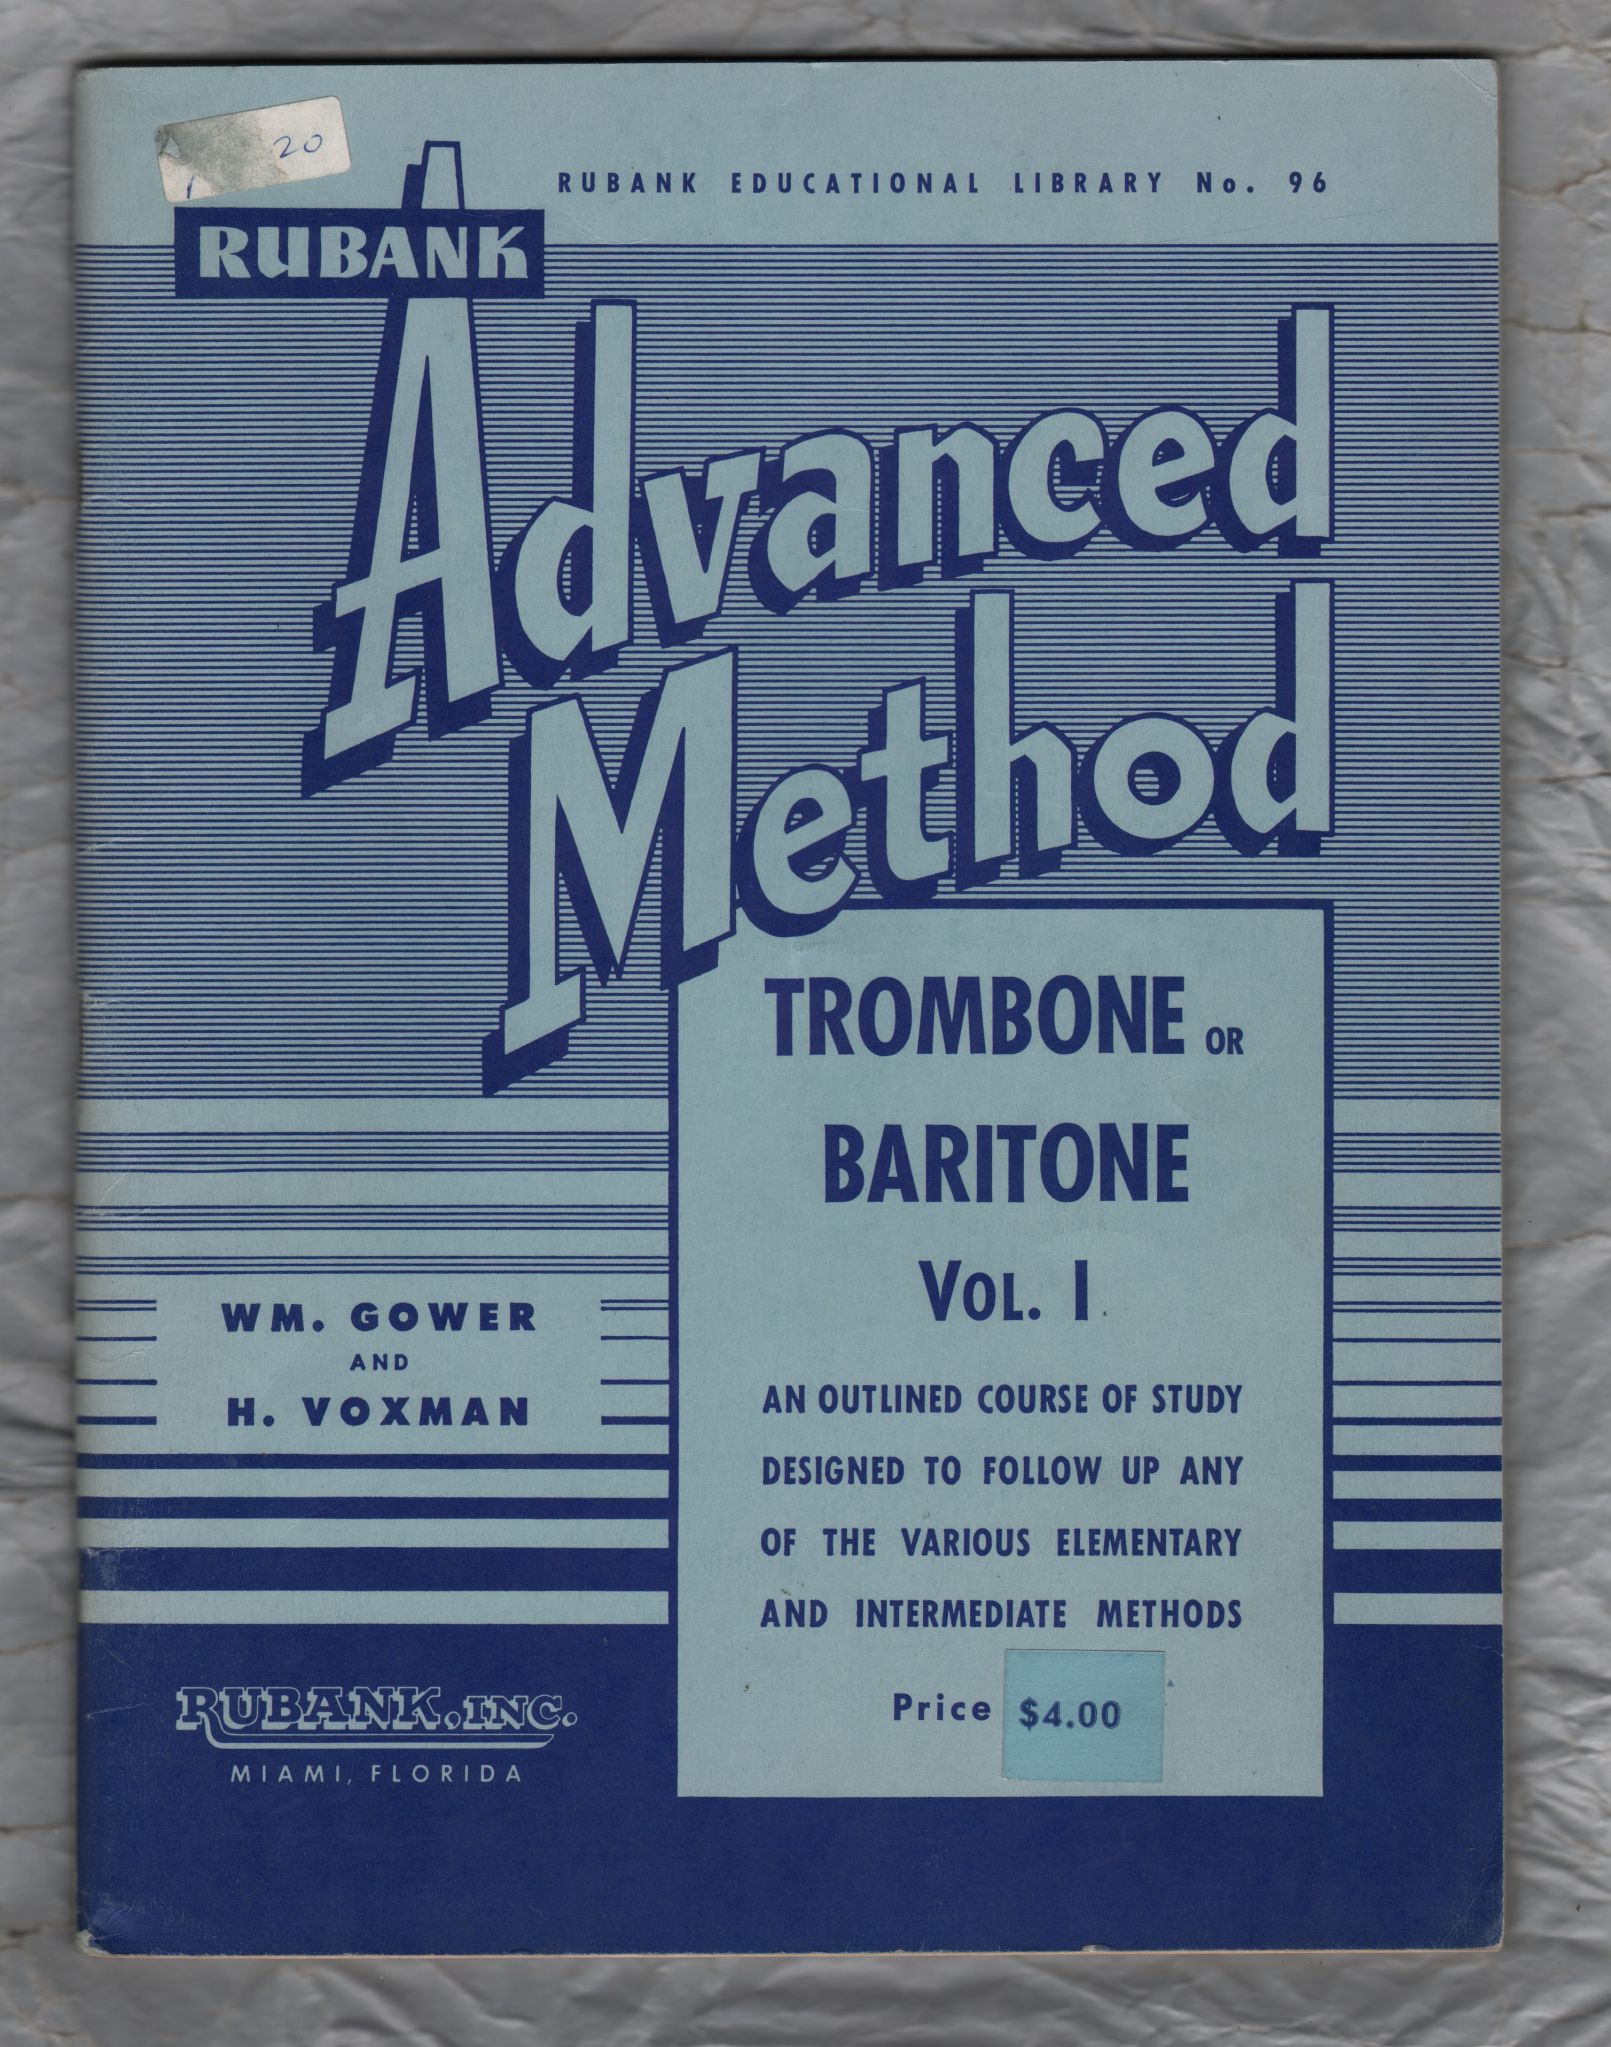 20
RUBANK EDUCATIONAL LIBRARY No. 96
RUBANK
Advanced
Method
TROMBONE OR
BARITONE
VOL. I
WM. GOWER
AND
H. VOXMAN
AN OUTLINED COURSE OF STUDY
DESIGNED TO FOLLOW UP ANY
OF THE VARIOUS ELEMENTARY
AND INTERMEDIATE METHODS
Price $4.00
RUBANK, INC.
MIAMI, FLORIDA